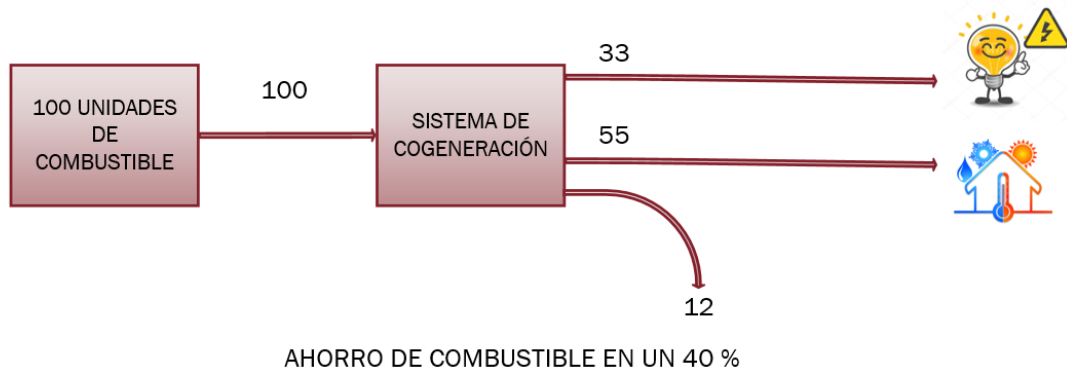 100 UNIDADES
DE
COMBUSTIBLE
100
SISTEMA DE
COGENERACIÓN
33
55
12
AHORRO DE COMBUSTIBLE EN UN 40 %